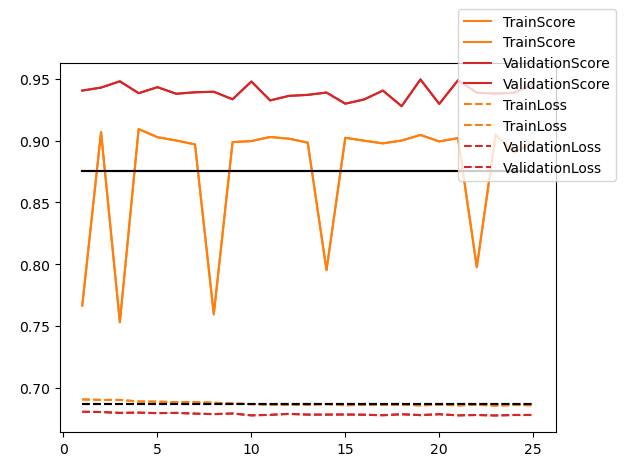 TrainScore
TrainScore
ValidationScore
ValidationScore
TrainLoss
TrainLoss
ValidationLoss
ValidationLoss
0.95
0.90
0.85
0.80
0.75
0.70
0 5 10 15 20 25